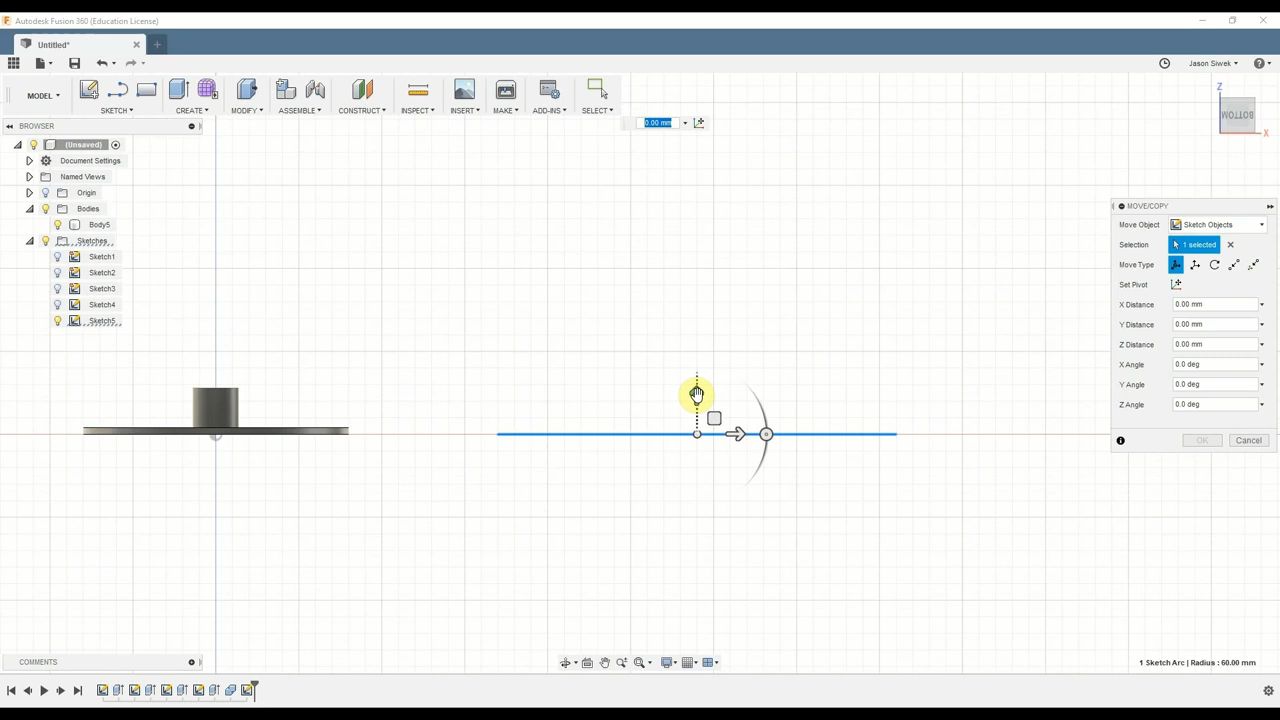 Autodesk Fusion 360 (Education License)
Untitled*
Jason Siwek
MODEL
SKETCH
CREATE
MODIFY
ASSEMBLE
CONSTRUCT
INSPECT
INSERT
MAKE
ADD-INS
SELECT
0.00 mm
Z
BOTTOM
X
BROWSER
(Unsaved)
Document Settings
Named Views
Origin
Bodies
Body5
Sketches
Sketch1
Sketch2
Sketch3
Sketch4
Sketch5
MOVE/COPY
Move Object Sketch Objects
Selection 1 selected
Move Type
Set Pivot
X Distance 0.00 mm
Y Distance 0.00 mm
Z Distance 0.00 mm
X Angle 0.0 deg
Y Angle 0.0 deg
Z Angle 0.0 deg
OK Cancel
COMMENTS
1 Sketch Arc | Radius : 60.00 mm